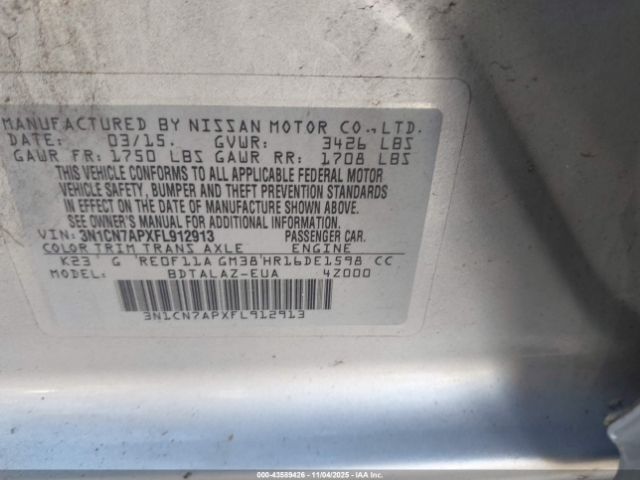 MANUFACTURED BY NISSAN MOTOR CO.,LTD.
DATE: 03/15. GVWR: 3426 LBS
GAWR FR: 1750 LBS GAWR RR: 1708 LBS
THIS VEHICLE CONFORMS TO ALL APPLICABLE FEDERAL MOTOR
VEHICLE SAFETY, BUMPER AND THEFT PREVENTION STANDARDS
IN EFFECT ON THE DATE OF MANUFACTURE SHOWN ABOVE.
SEE OWNER'S MANUAL FOR ADDITIONAL INFORMATION.
VIN: 3N1CN7APXFL912913 PASSENGER CAR.
COLOR TRIM TRANS AXLE ENGINE
K23 G RE0F11A GM38 HR16DE1598 CC
MODEL: BDTALAZ-EUA 4Z000
3N1CN7APXFL912913
000-43589426 - 11/04/2025 - IAAI.COM